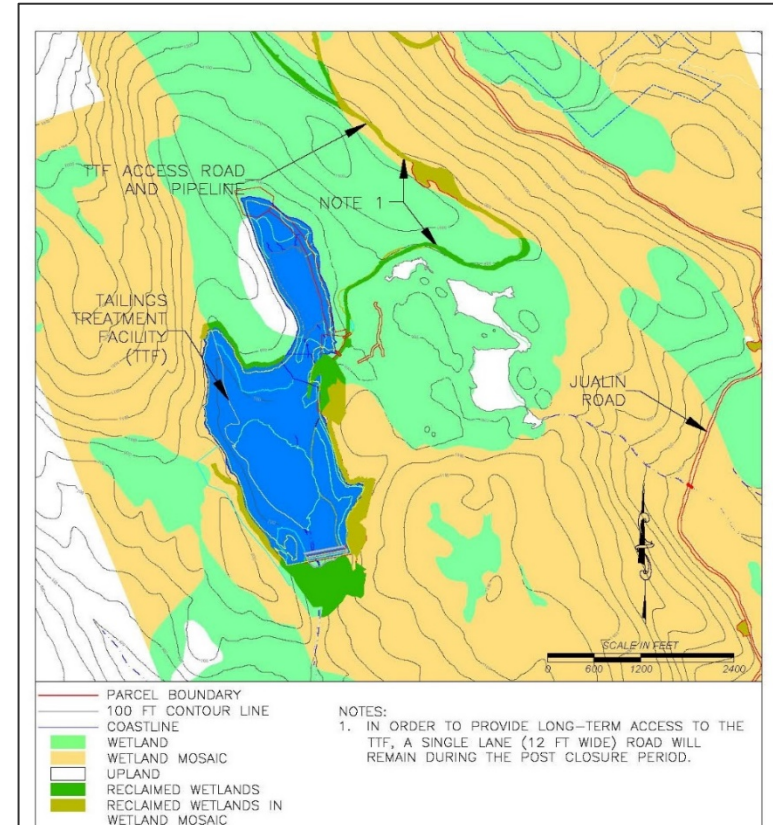 TTF ACCESS ROAD
AND PIPELINE
NOTE 1
TAILINGS
TREATMENT
FACILITY
(TTF)
JUALIN
ROAD
SCALE IN FEET
0 600 1200 2400
PARCEL BOUNDARY
100 FT CONTOUR LINE
COASTLINE
WETLAND
WETLAND MOSAIC
UPLAND
RECLAIMED WETLANDS
RECLAIMED WETLANDS IN
WETLAND MOSAIC
NOTES:
1. IN ORDER TO PROVIDE LONG-TERM ACCESS TO THE
TTF, A SINGLE LANE (12 FT WIDE) ROAD WILL
REMAIN DURING THE POST CLOSURE PERIOD.